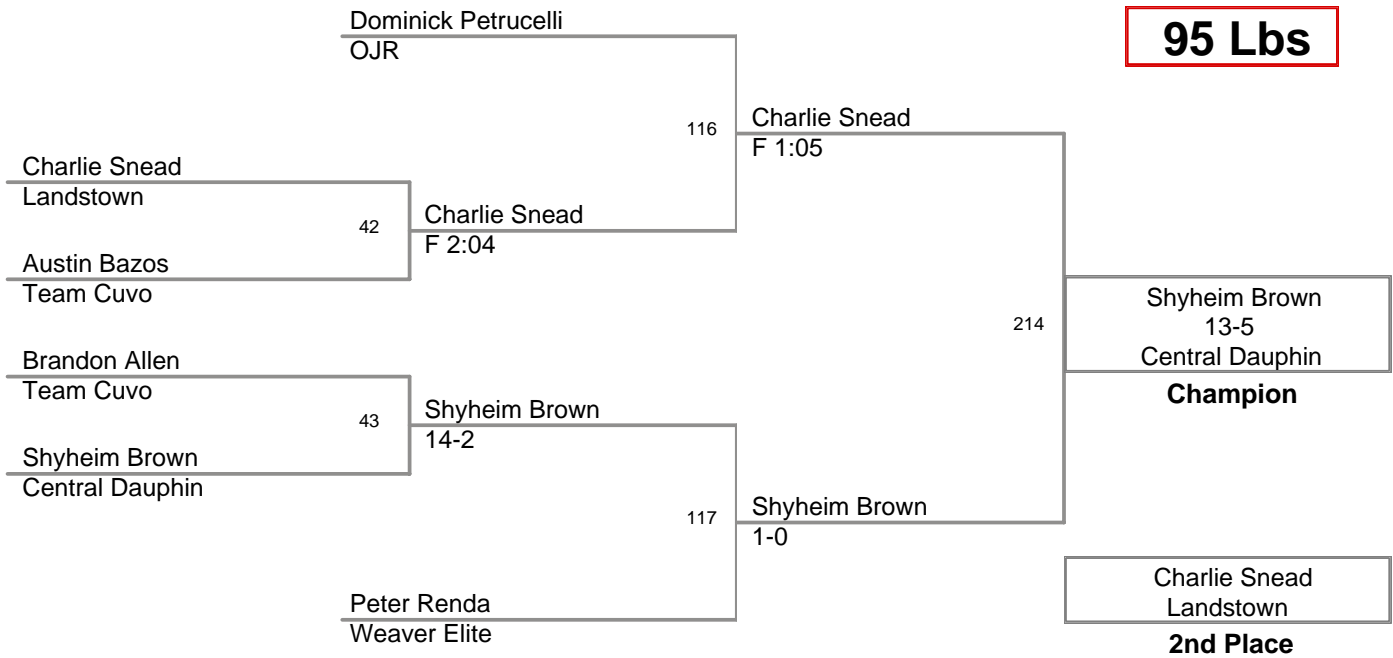 Dominick Petrucelli
OJR
95 Lbs
116
Charlie Snead
F 1:05
Charlie Snead
Landstown
42
Charlie Snead
F 2:04
Austin Bazos
Team Cuvo
214
Shyheim Brown
13-5
Central Dauphin
Champion
Brandon Allen
Team Cuvo
43
Shyheim Brown
14-2
Shyheim Brown
Central Dauphin
117
Shyheim Brown
1-0
Peter Renda
Weaver Elite
Charlie Snead
Landstown
2nd Place